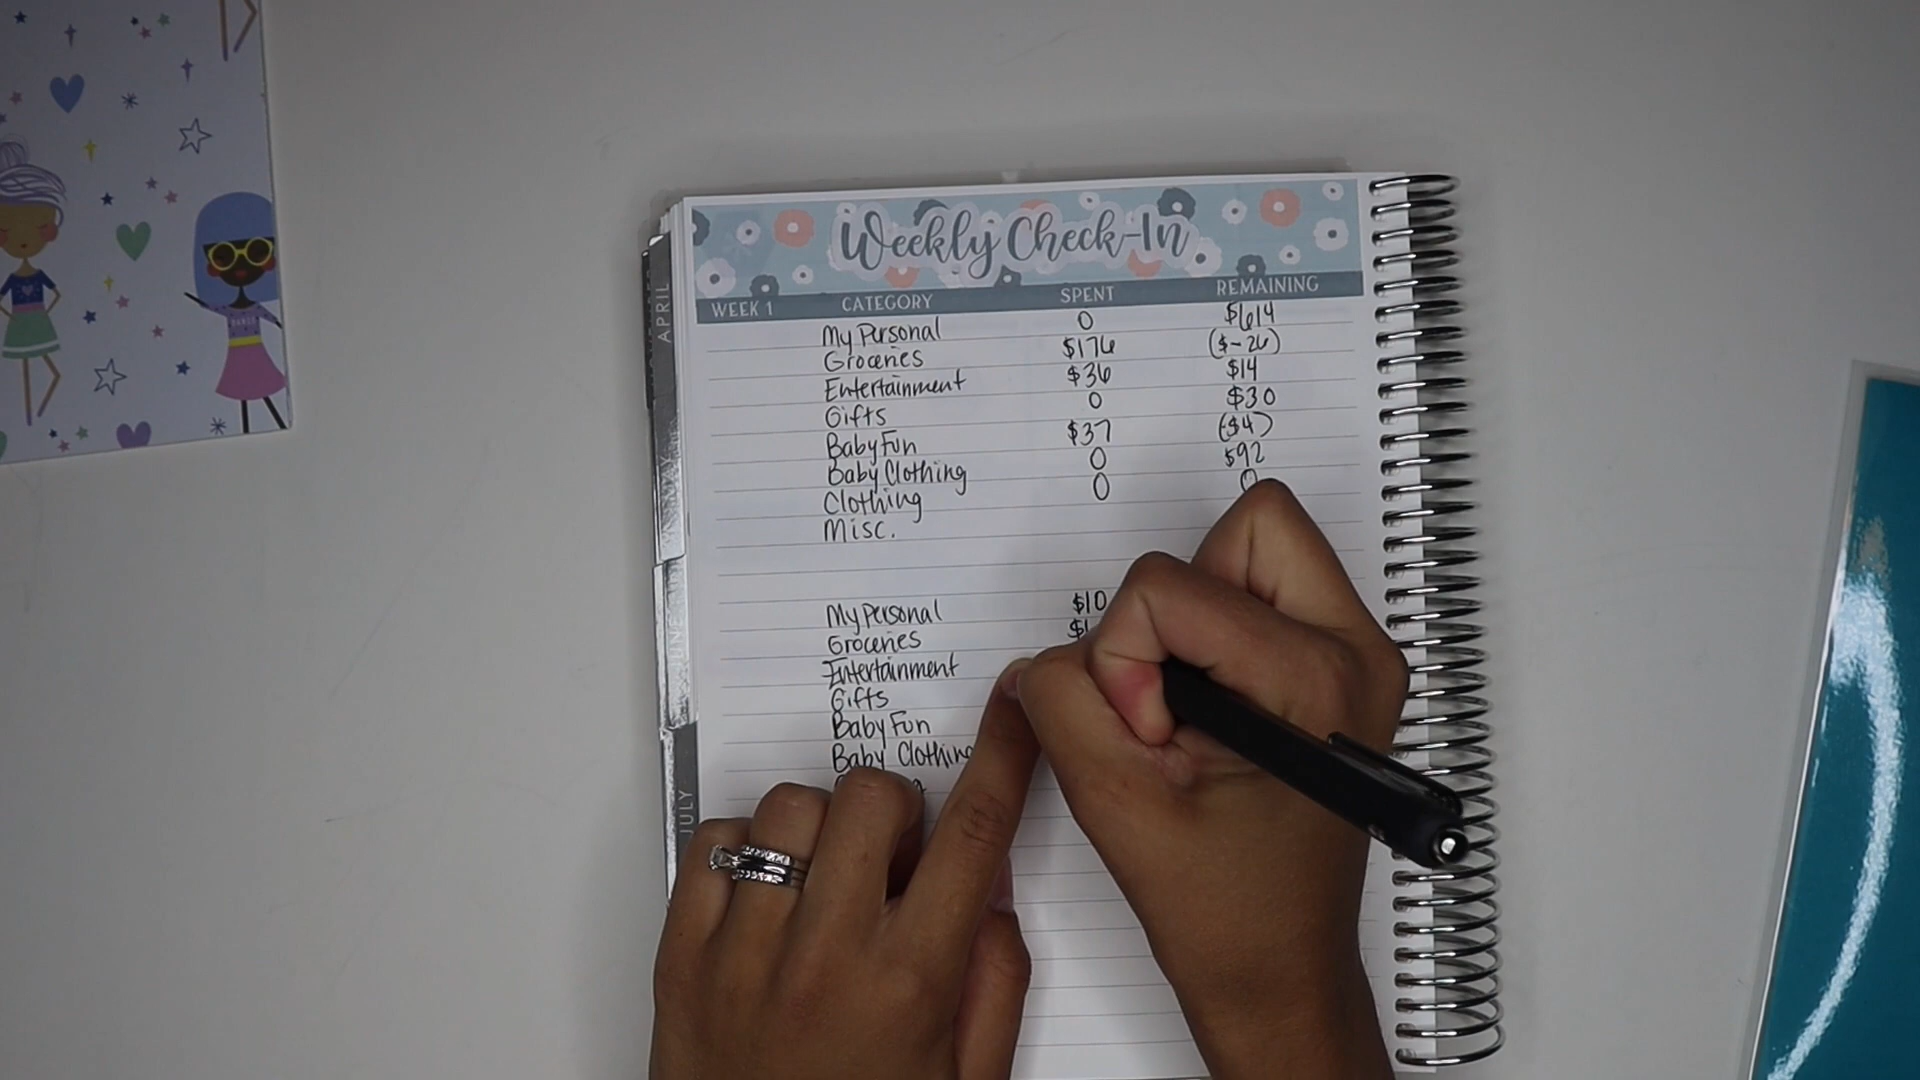 Weekly Check-In
WEEK 1 CATEGORY SPENT REMAINING
My Personal 0 $614
Groceries $176 ($-26)
Entertainment $36 $14
Gifts 0 $30
Baby Fun $37 (-$4)
Baby Clothing 0 $92
Clothing 0 0
Misc.
My Personal $10
Groceries
Entertainment
Gifts
Baby Fun
Baby Clothing
APRIL
JUNE
JULY